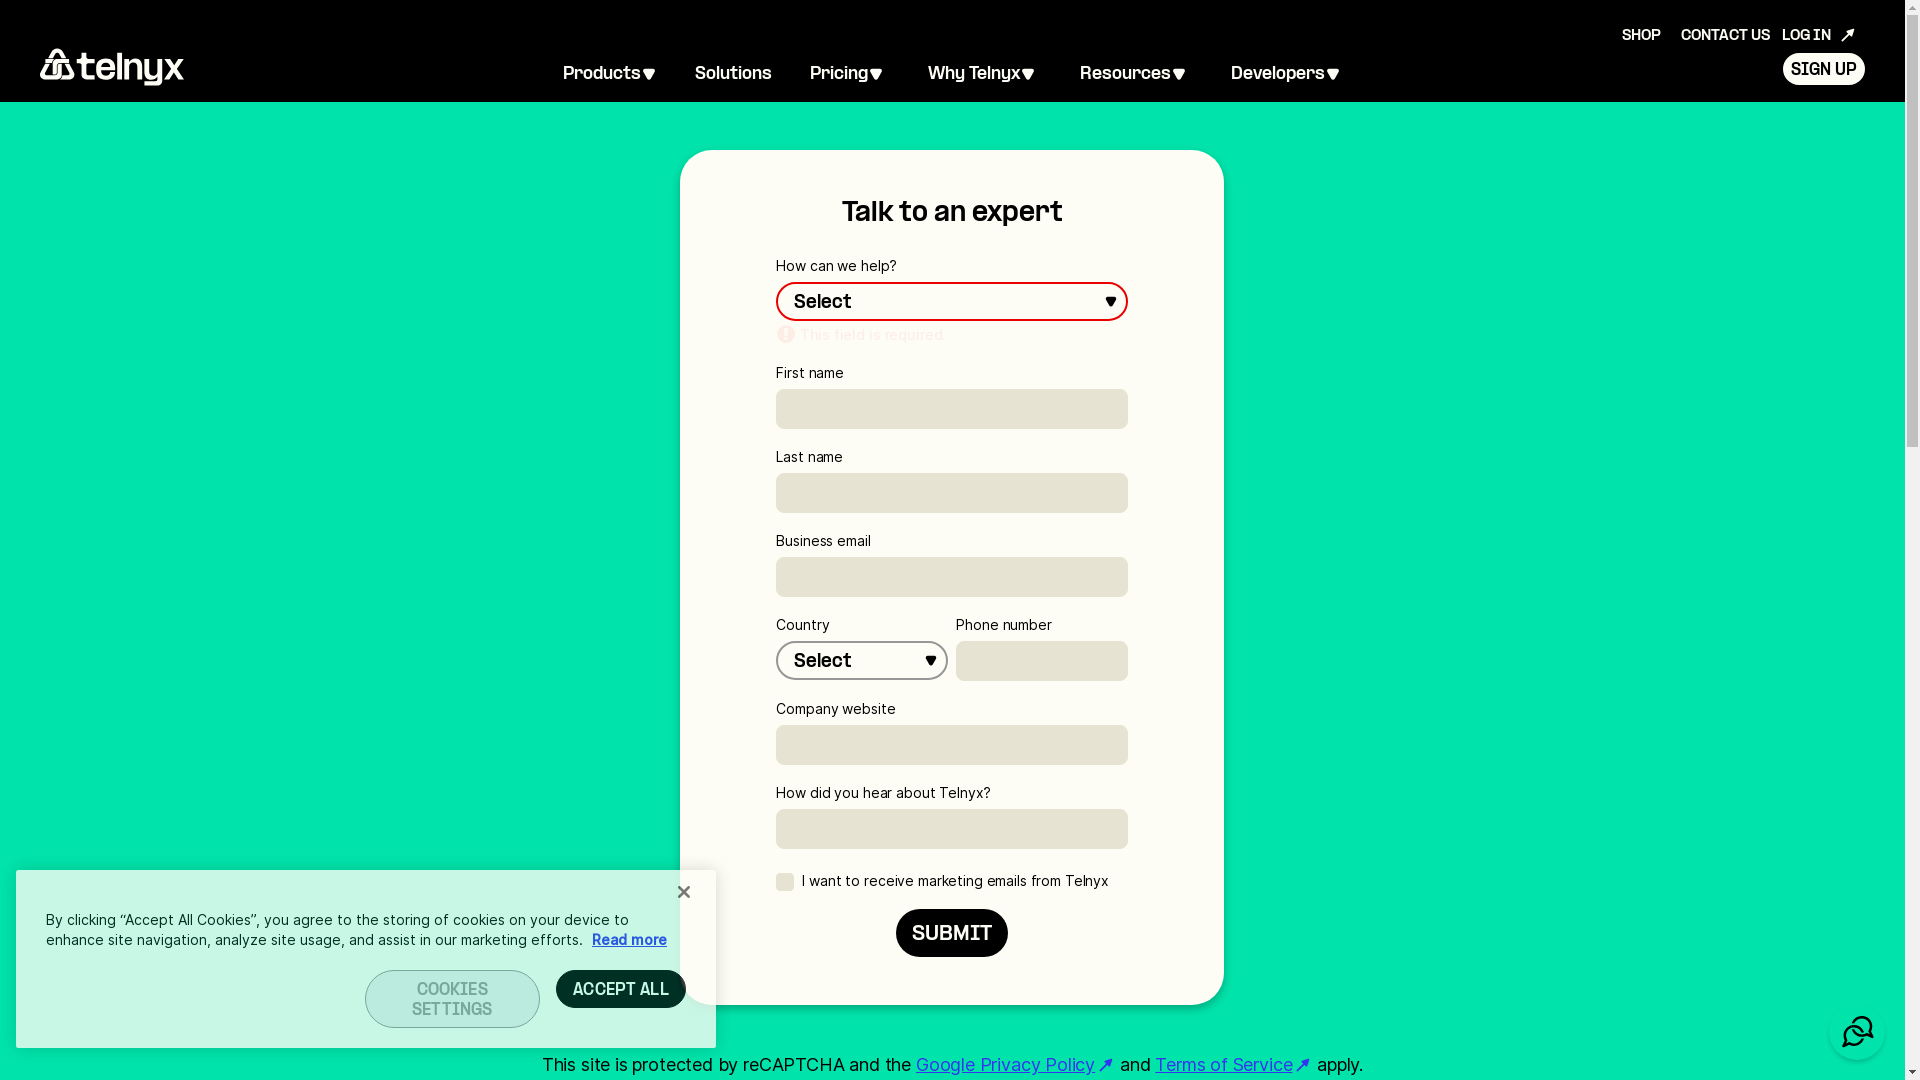 SHOP
CONTACT US
LOG IN
telnyx
Products
Solutions
Pricing
Why Telnyx
Resources
Developers
SIGN UP
Talk to an expert
How can we help?
Select
This field is required.
First name
Last name
Business email
Country
Phone number
Select
Company website
How did you hear about Telnyx?
I want to receive marketing emails from Telnyx
SUBMIT
By clicking “Accept All Cookies”, you agree to the storing of cookies on your device to
enhance site navigation, analyze site usage, and assist in our marketing efforts. Read more
COOKIES
SETTINGS
ACCEPT ALL
This site is protected by reCAPTCHA and the Google Privacy Policy and Terms of Service apply.